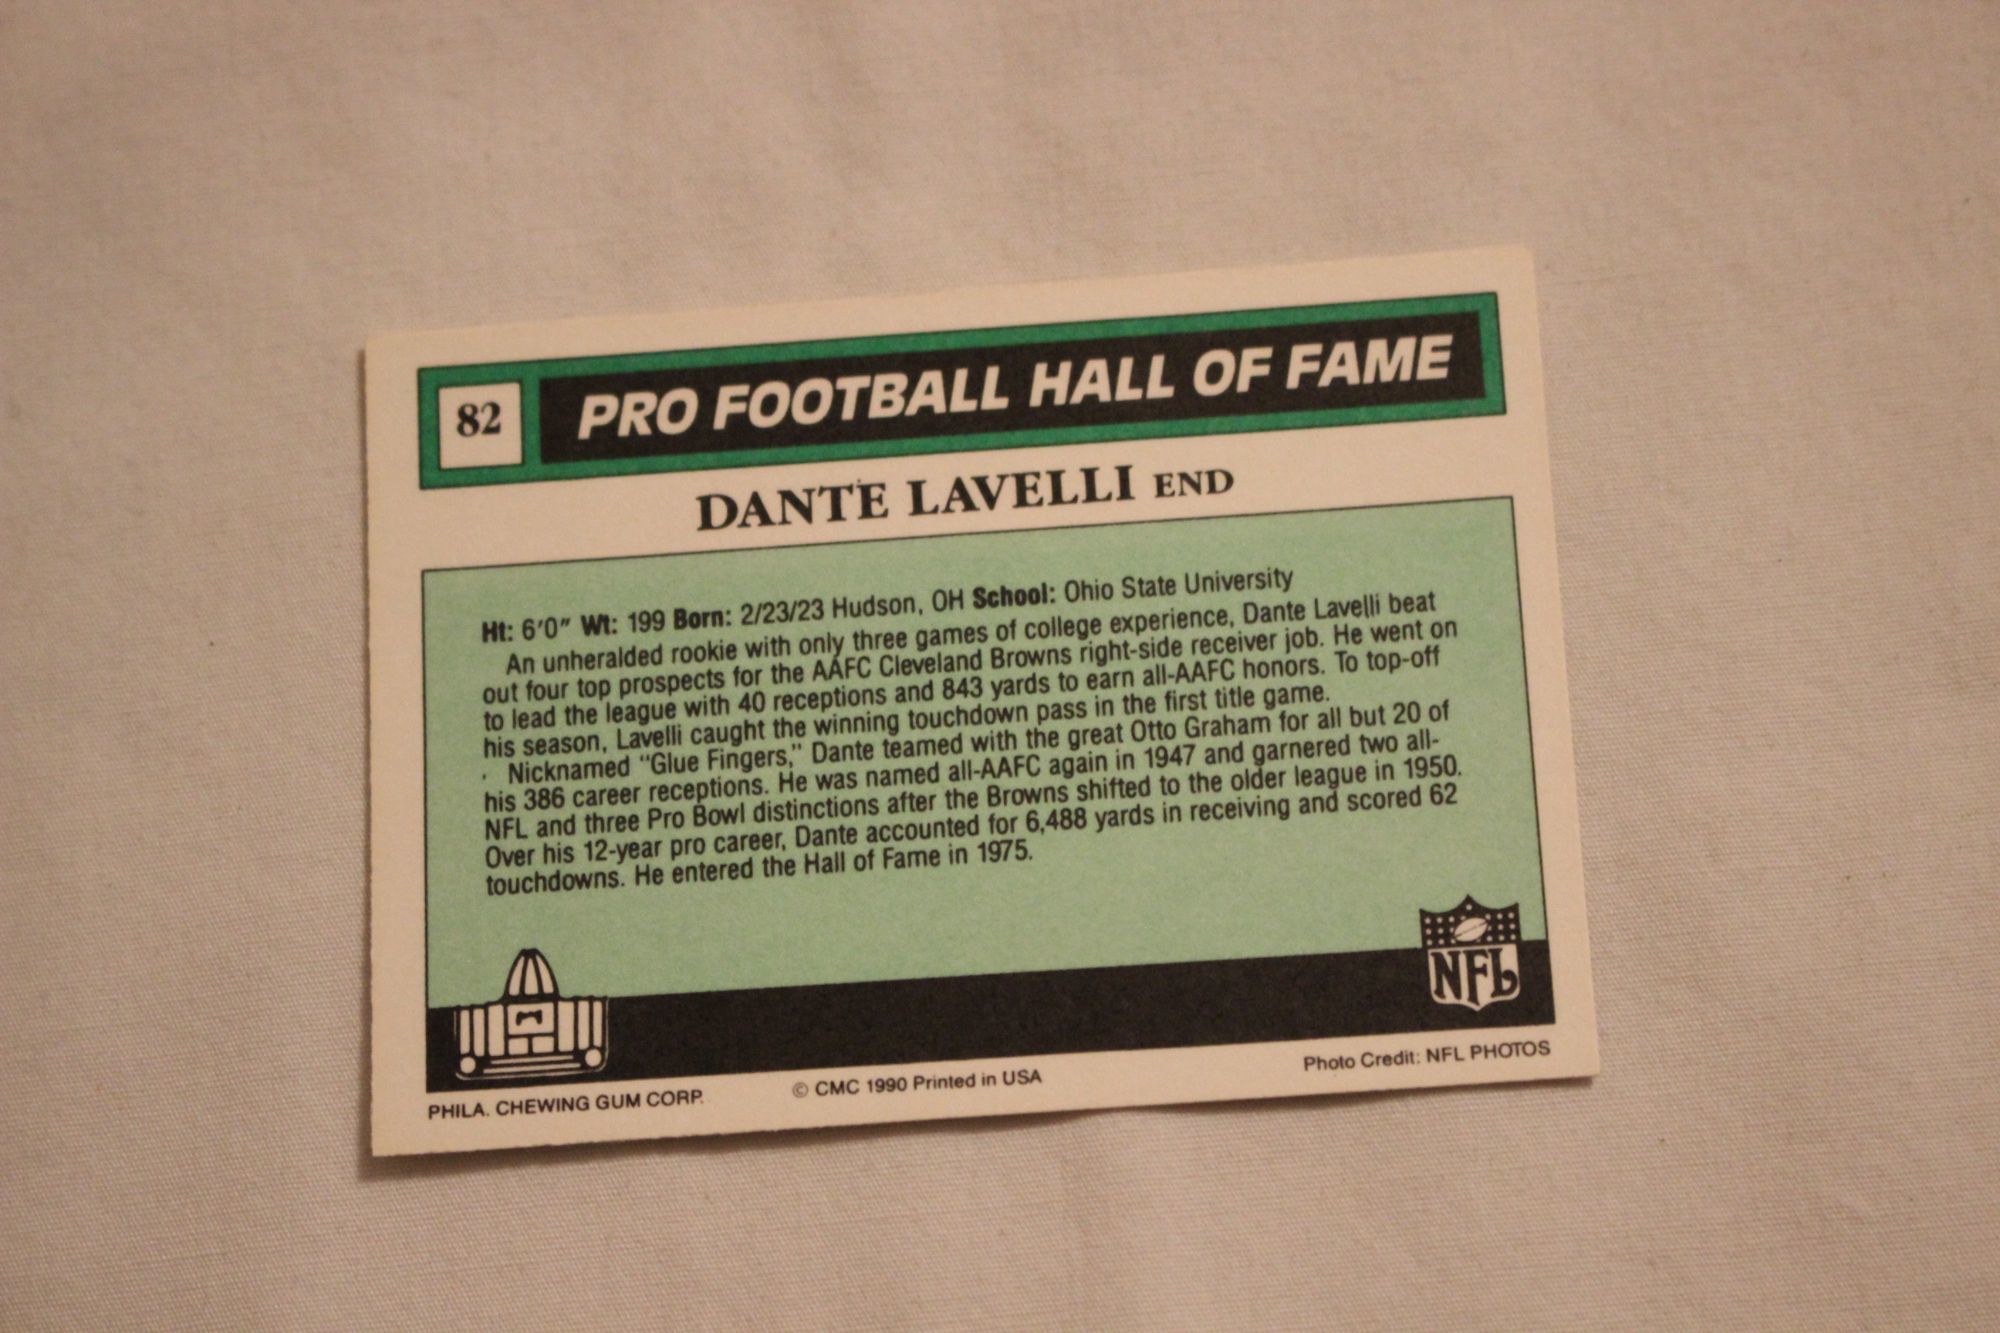 82
PRO FOOTBALL HALL OF FAME
DANTE LAVELLI END
Ht: 6'0" Wt: 199 Born: 2/23/23 Hudson, OH School: Ohio State University
An unheralded rookie with only three games of college experience, Dante Lavelli beat
out four top prospects for the AAFC Cleveland Browns right-side receiver job. He went on
to lead the league with 40 receptions and 843 yards to earn all-AAFC honors. To top-off
his season, Lavelli caught the winning touchdown pass in the first title game.
Nicknamed "Glue Fingers," Dante teamed with the great Otto Graham for all but 20 of
his 386 career receptions. He was named all-AAFC again in 1947 and garnered two all-
NFL and three Pro Bowl distinctions after the Browns shifted to the older league in 1950.
Over his 12-year pro career, Dante accounted for 6,488 yards in receiving and scored 62
touchdowns. He entered the Hall of Fame in 1975.
NFL
PHILA. CHEWING GUM CORP.
© CMC 1990 Printed in USA
Photo Credit: NFL PHOTOS